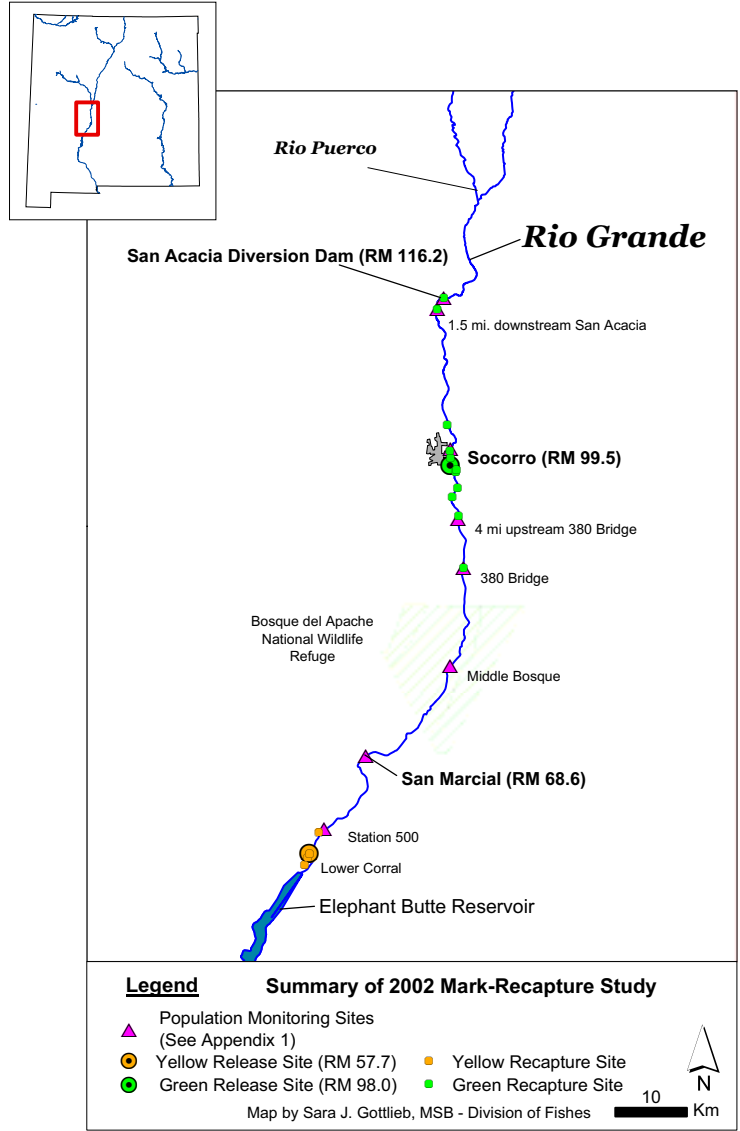 Rio Puerco
Rio Grande
San Acacia Diversion Dam (RM 116.2)
1.5 mi. downstream San Acacia
Socorro (RM 99.5)
4 mi upstream 380 Bridge
380 Bridge
Bosque del Apache
National Wildlife
Refuge
Middle Bosque
San Marcial (RM 68.6)
Station 500
Lower Corral
Elephant Butte Reservoir
Legend
Summary of 2002 Mark-Recapture Study
Population Monitoring Sites
(See Appendix 1)
Yellow Release Site (RM 57.7)
Yellow Recapture Site
Green Release Site (RM 98.0)
Green Recapture Site
N
10
Km
Map by Sara J. Gottlieb, MSB - Division of Fishes